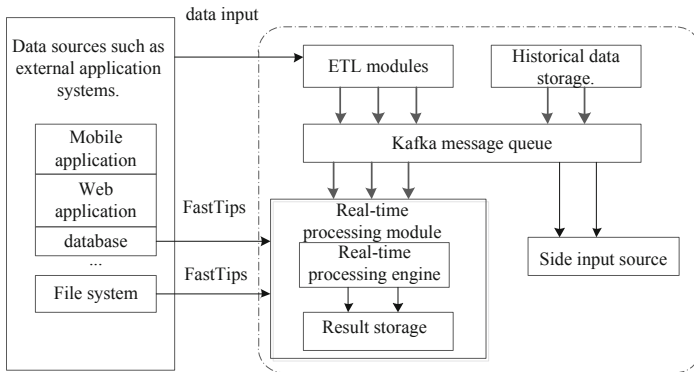 data input
Data sources such as
external application
systems.
Mobile
application
Web
application
database
...
File system
FastTips
FastTips
ETL modules
Historical data
storage.
Kafka message queue
Real-time
processing module
Real-time
processing engine
Result storage
Side input source